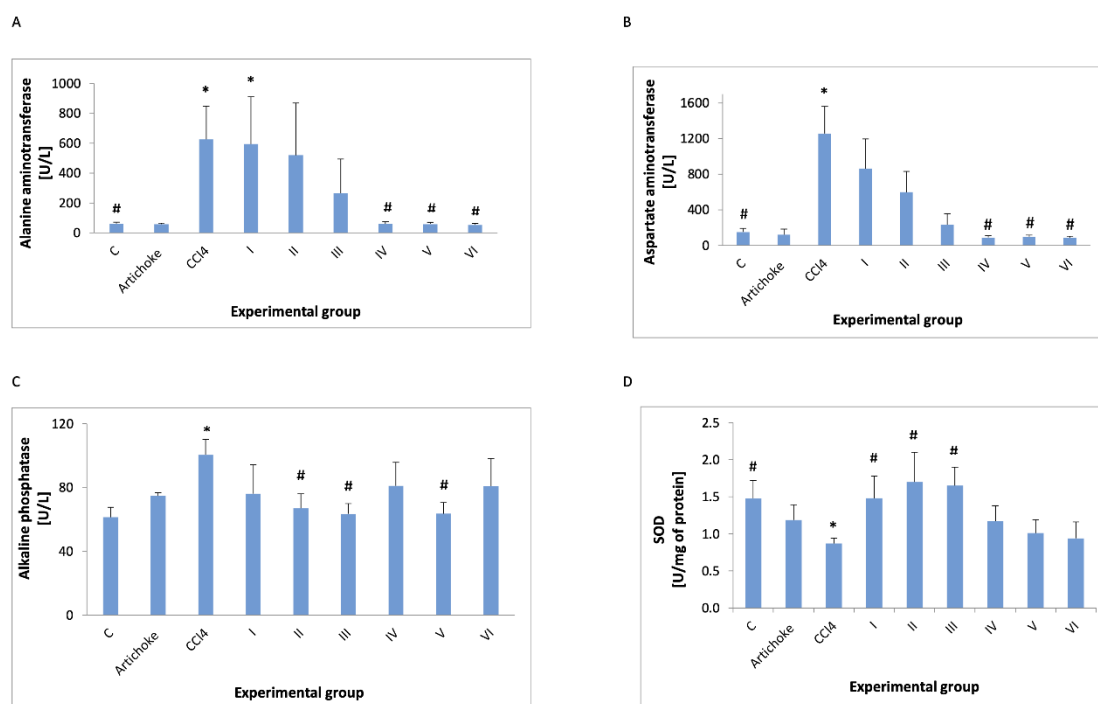 A
Alanine aminotransferase
[U/L]
1000
800
600
400
200
0
#
*
*
#
#
#
C
Artichoke
CCl4
I
II
III
IV
V
VI
Experimental group
B
Aspartate aminotransferase
[U/L]
1600
1200
800
400
0
#
*
#
#
#
C
Artichoke
CCl4
I
II
III
IV
V
VI
Experimental group
C
Alkaline phosphatase
[U/L]
120
80
40
0
*
#
#
#
C
Artichoke
CCl4
I
II
III
IV
V
VI
Experimental group
D
SOD
[U/mg of protein]
2.5
2.0
1.5
1.0
0.5
0.0
#
*
#
#
#
C
Artichoke
CCl4
I
II
III
IV
V
VI
Experimental group